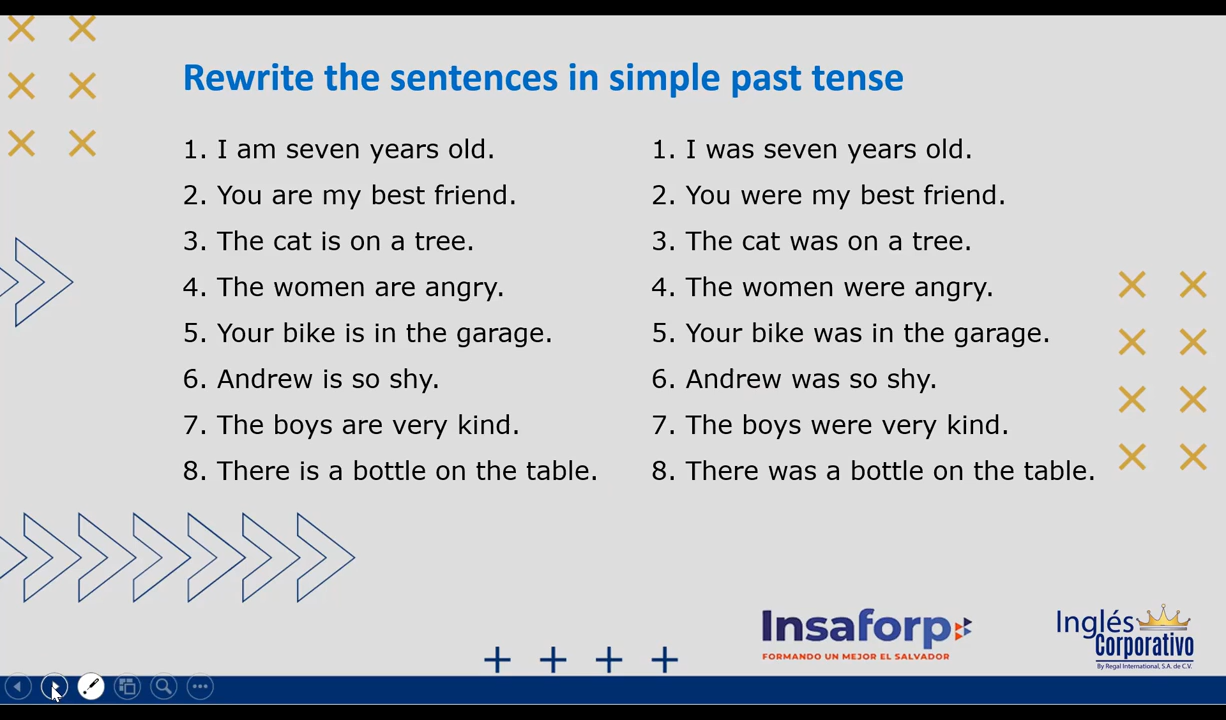 Rewrite the sentences in simple past tense
1. I am seven years old.
2. You are my best friend.
3. The cat is on a tree.
4. The women are angry.
5. Your bike is in the garage.
6. Andrew is so shy.
7. The boys are very kind.
8. There is a bottle on the table.
1. I was seven years old.
2. You were my best friend.
3. The cat was on a tree.
4. The women were angry.
5. Your bike was in the garage.
6. Andrew was so shy.
7. The boys were very kind.
8. There was a bottle on the table.
Insaforp
FORMANDO UN MEJOR EL SALVADOR
Inglés
Corporativo
By Regal International, S.A. de C.V.